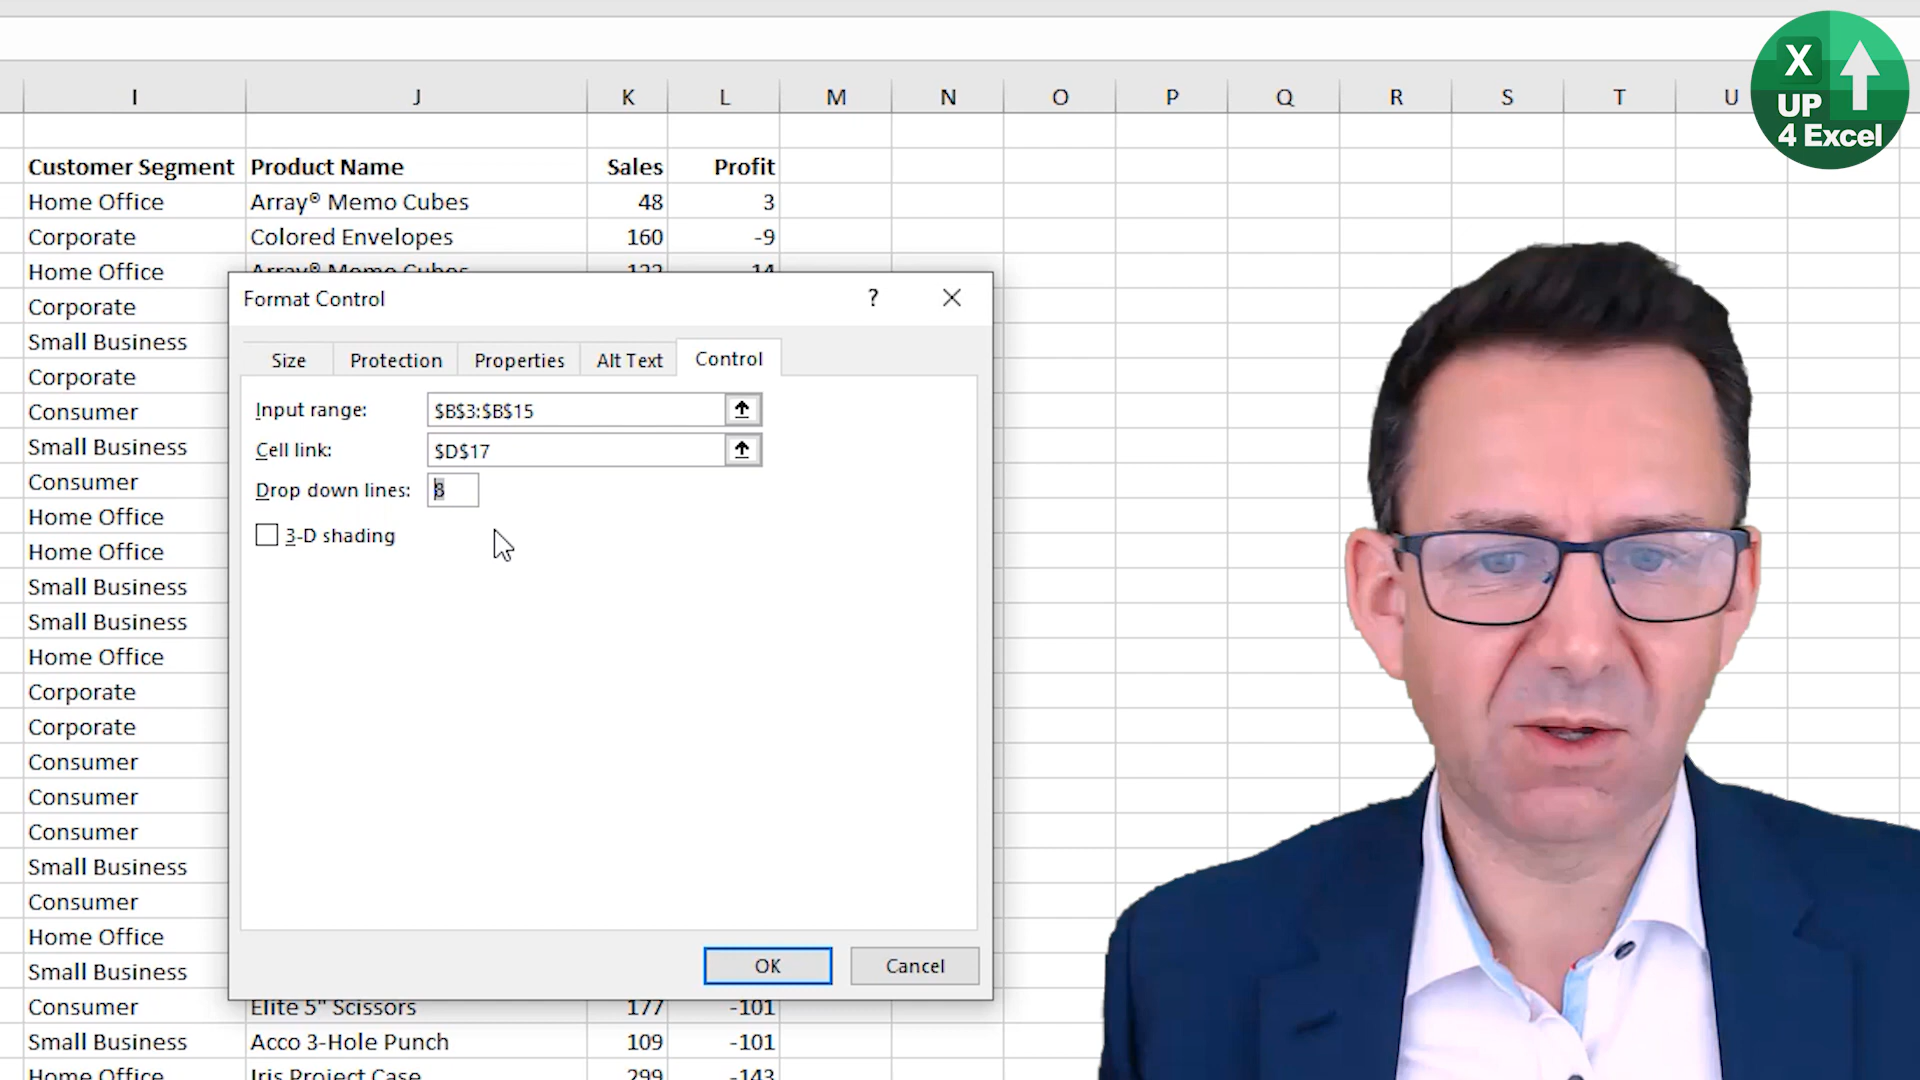 X
UP
4 Excel
I J K L M N O P Q R S T U
Customer Segment Product Name Sales Profit
Home Office Array® Memo Cubes 48 3
Corporate Colored Envelopes 160 -9
Home Office Array® Memo Cubes 14
Corporate
Small Business
Corporate
Consumer
Small Business
Consumer
Home Office
Home Office
Small Business
Small Business
Home Office
Corporate
Corporate
Consumer
Consumer
Consumer
Small Business
Consumer
Home Office
Small Business
Consumer Elite 5" Scissors 177 -101
Small Business Acco 3-Hole Punch 109 -101
Home Office Iris Project Case 299 -143
Format Control ?
Size Protection Properties Alt Text Control
Input range: $B$3:$B$15
Cell link: $D$17
Drop down lines: 8
3-D shading
OK Cancel